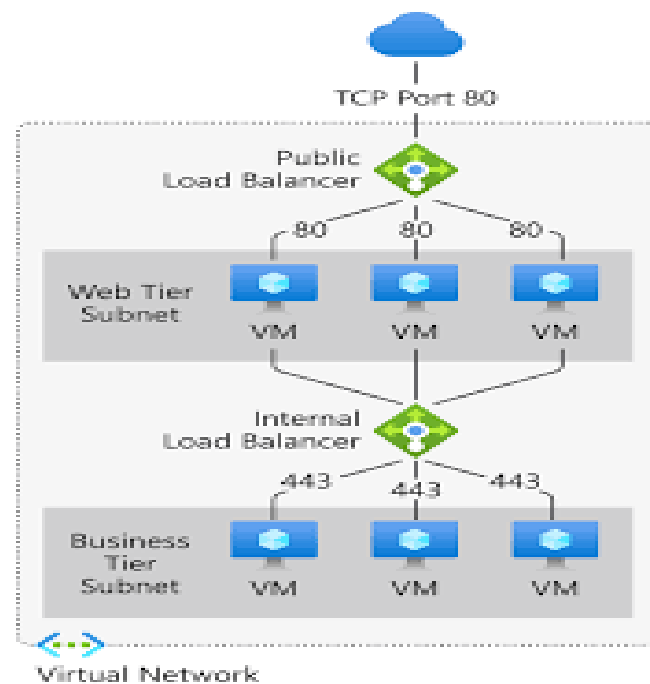 TCP Port 80
Public
Load Balancer
80 80 80
Web Tier
Subnet
VM VM VM
Internal
Load Balancer
443 443 443
Business
Tier
Subnet
VM VM VM
Virtual Network